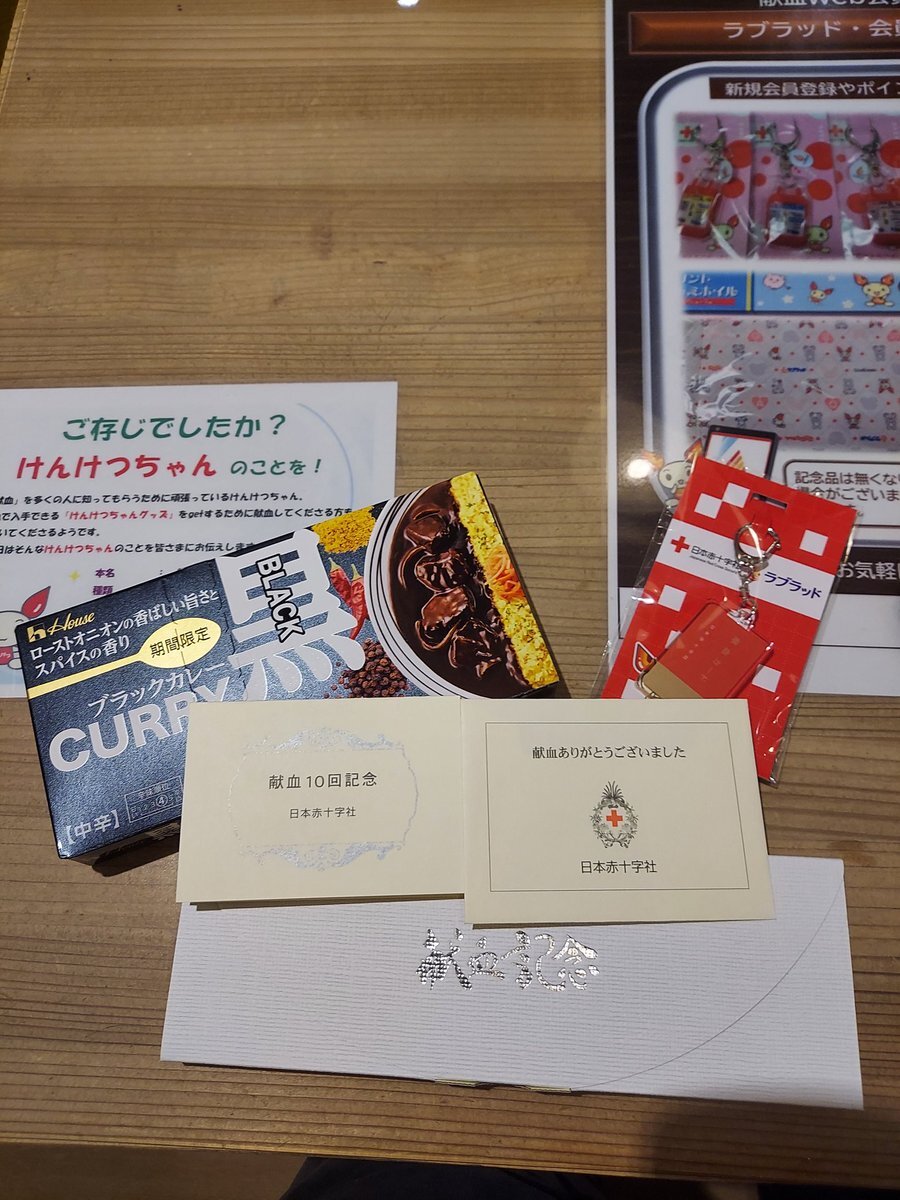 献血Web会員
ラブラッド・会員
新規会員登録やポイン
ご存じでしたか?
けんけつちゃん のことを!
献血」を多くの人に知ってもらうために頑張っているけんけつちゃん。
で入手できる「けんけつちゃんグッズ」をgetするために献血してくださる方も
いてくださるようです。
日はそんなけんけつちゃんのことを皆さまにお伝えします
本名
種類
記念品は無くな
場合がございま
お気軽
日本赤十字社
Japanese Red Cross Society
ラブラッド
House
ローストオニオンの香ばしい旨さと
スパイスの香り
期間限定
黒
BLACK
ブラックカレー
CURRY
【中辛】
辛味順位
4
献血10回記念
日本赤十字社
献血ありがとうございました
日本赤十字社
献血記念